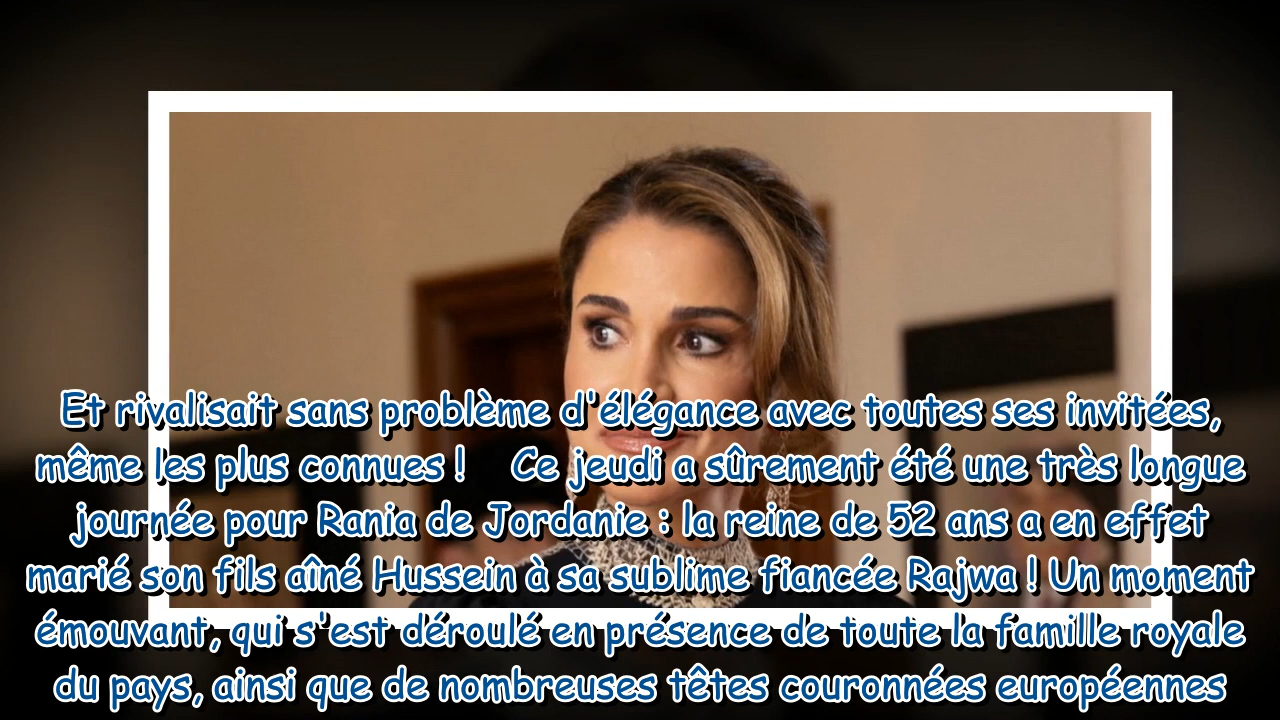 Et rivalisait sans problème d'élégance avec toutes ses invitées,
même les plus connues ! Ce jeudi a sûrement été une très longue
journée pour Rania de Jordanie : la reine de 52 ans a en effet
marié son fils aîné Hussein à sa sublime fiancée Rajwa ! Un moment
émouvant, qui s'est déroulé en présence de toute la famille royale
du pays, ainsi que de nombreuses têtes couronnées européennes